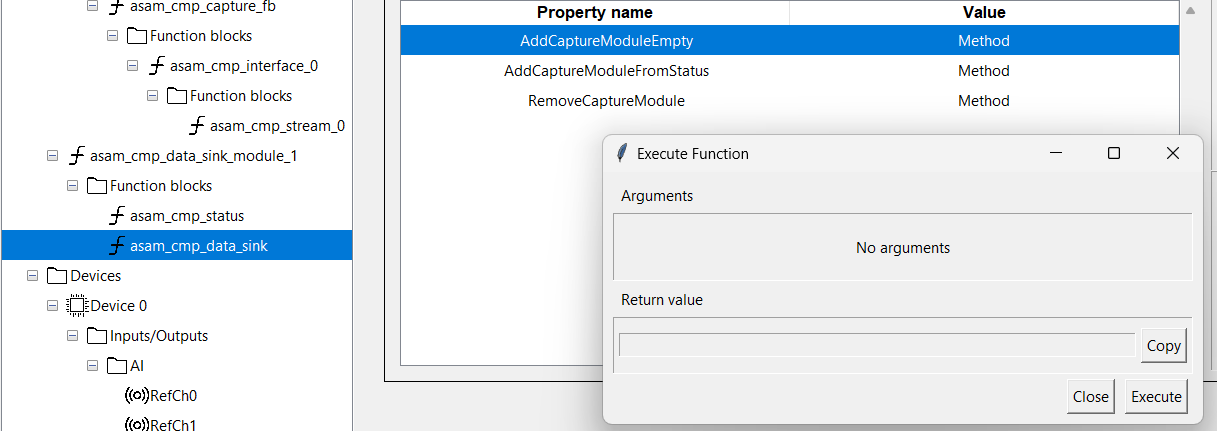 asam_cmp_capture_fb
Function blocks
asam_cmp_interface_0
Function blocks
asam_cmp_stream_0
asam_cmp_data_sink_module_1
Function blocks
asam_cmp_status
asam_cmp_data_sink
Devices
Device 0
Inputs/Outputs
AI
RefCh0
RefCh1
Property name Value
AddCaptureModuleEmpty Method
AddCaptureModuleFromStatus Method
RemoveCaptureModule Method
Execute Function
Arguments
No arguments
Return value
Copy
Close Execute